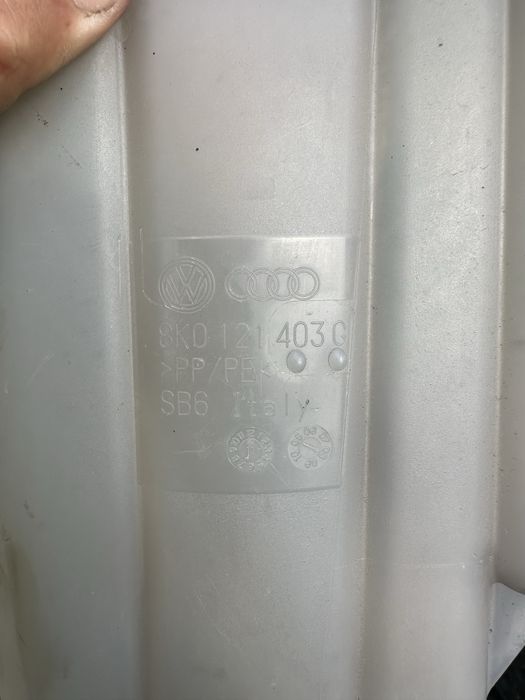 8K0 121 403 Q
>PP/PE<
SB6 Italy